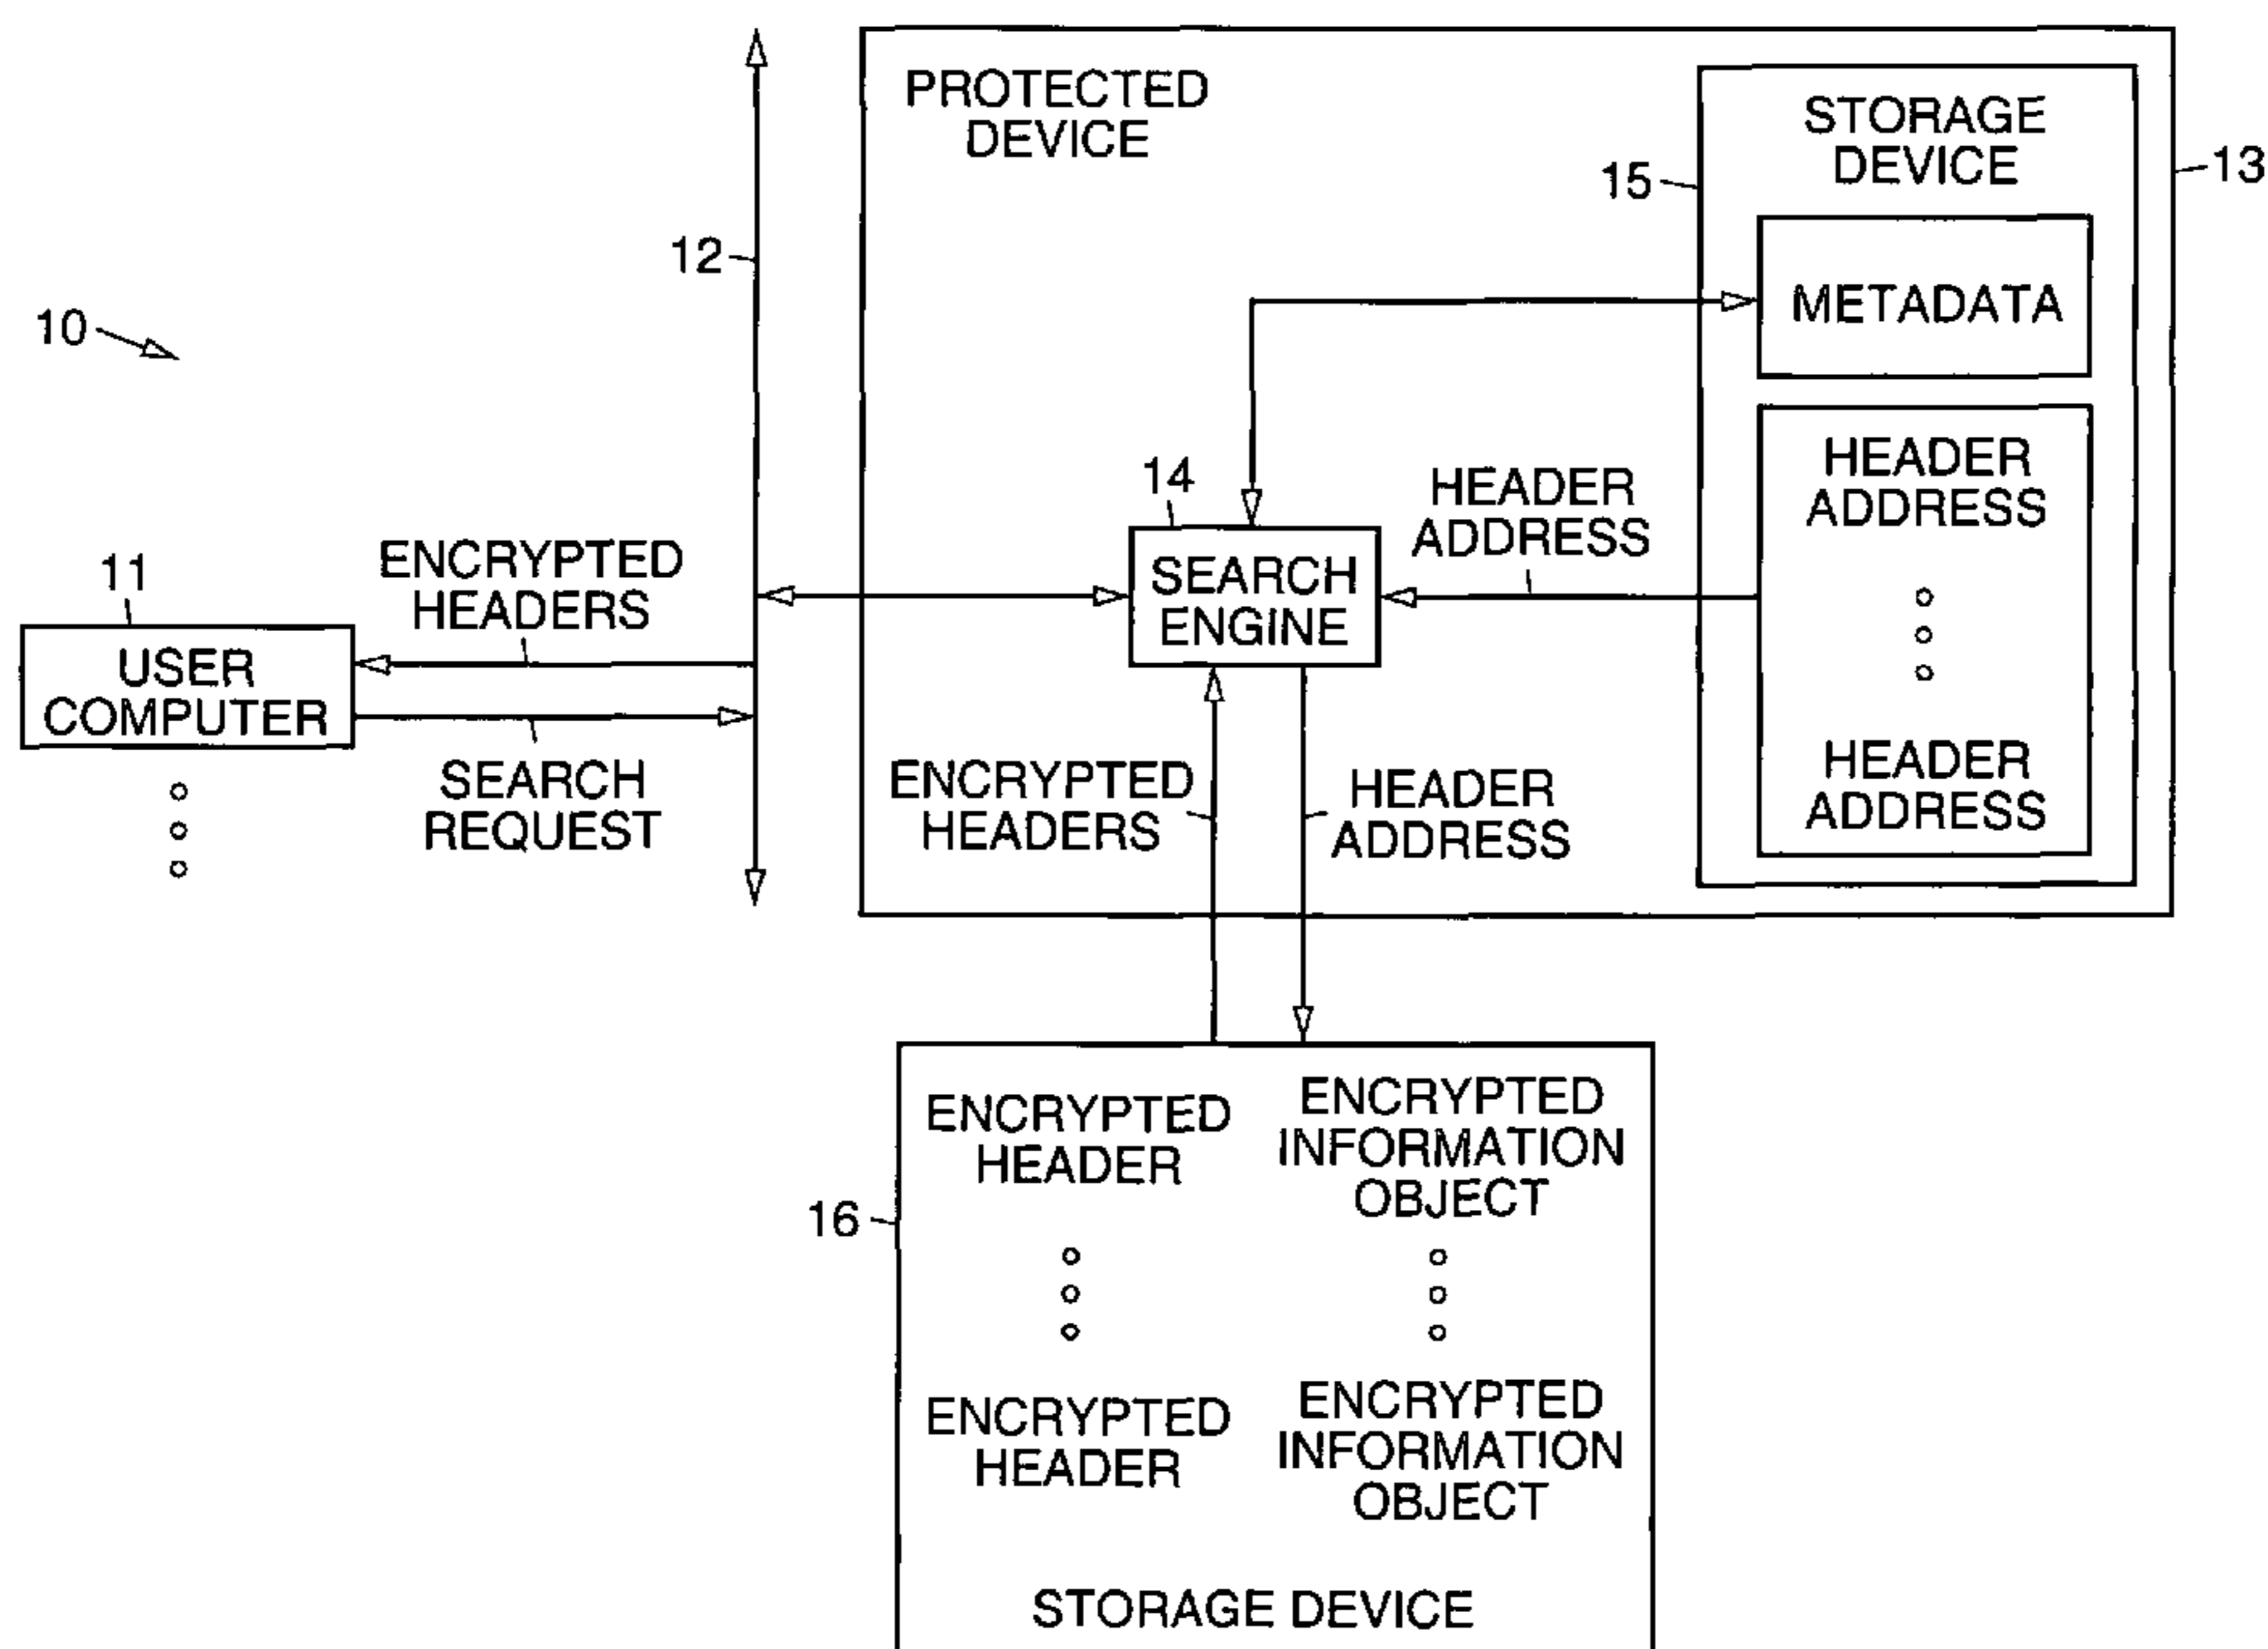 PROTECTED
DEVICE
STORAGE
DEVICE
13
15
12
METADATA
10
HEADER
ADDRESS
14
HEADER
ADDRESS
SEARCH
ENGINE
11
ENCRYPTED
HEADERS
USER
COMPUTER
SEARCH
REQUEST
ENCRYPTED
HEADERS
HEADER
ADDRESS
HEADER
ADDRESS
ENCRYPTED
HEADER
ENCRYPTED
INFORMATION
OBJECT
16
ENCRYPTED
HEADER
ENCRYPTED
INFORMATION
OBJECT
STORAGE DEVICE